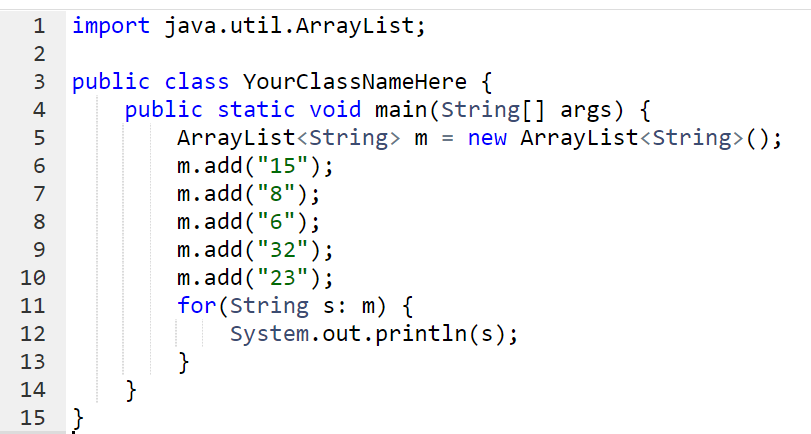 1 import java.util.ArrayList;
2
3 public class YourClassNameHere {
4     public static void main(String[] args) {
5         ArrayList<String> m = new ArrayList<String>();
6         m.add("15");
7         m.add("8");
8         m.add("6");
9         m.add("32");
10         m.add("23");
11         for(String s: m) {
12             System.out.println(s);
13         }
14     }
15 }